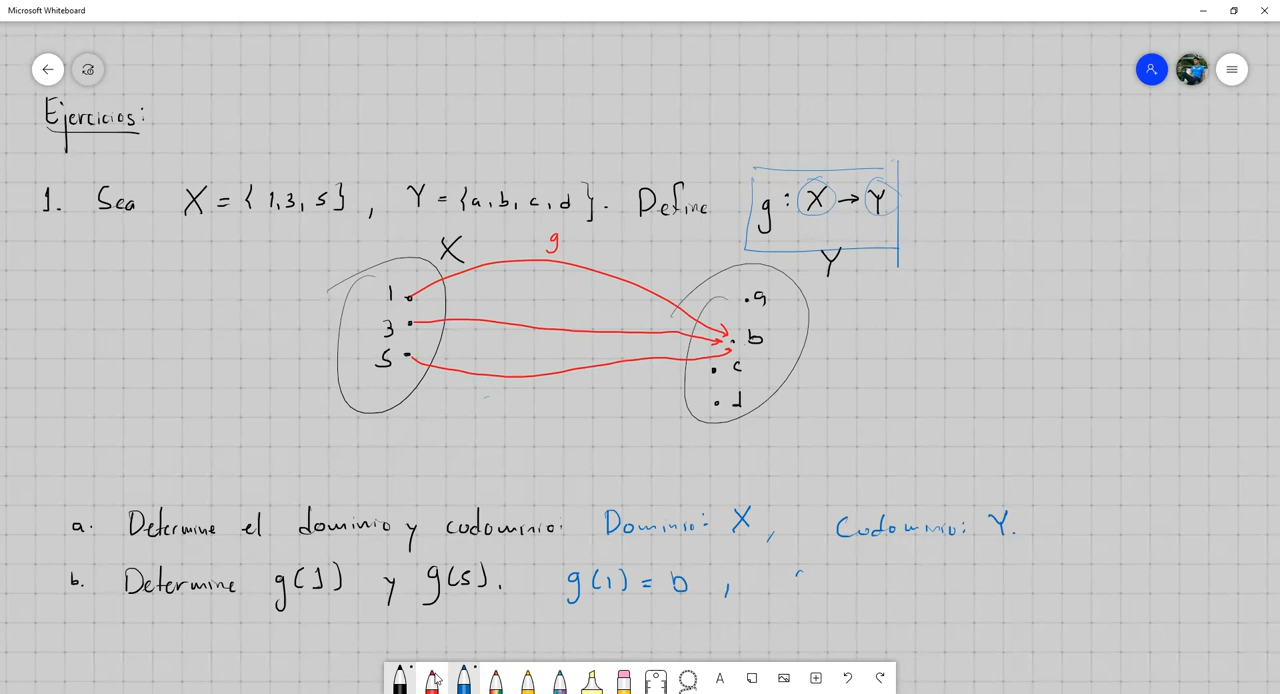 Microsoft Whiteboard
Ejercicios:
1. Sea X = { 1, 3, 5 } , Y = { a, b, c, d } . Define g : X → Y
X g Y
1 a
3 b
5 c
d
a. Determine el dominio y codominio: Dominio: X , Codominio: Y.
b. Determine g(1) y g(5). g(1) = b ,
A